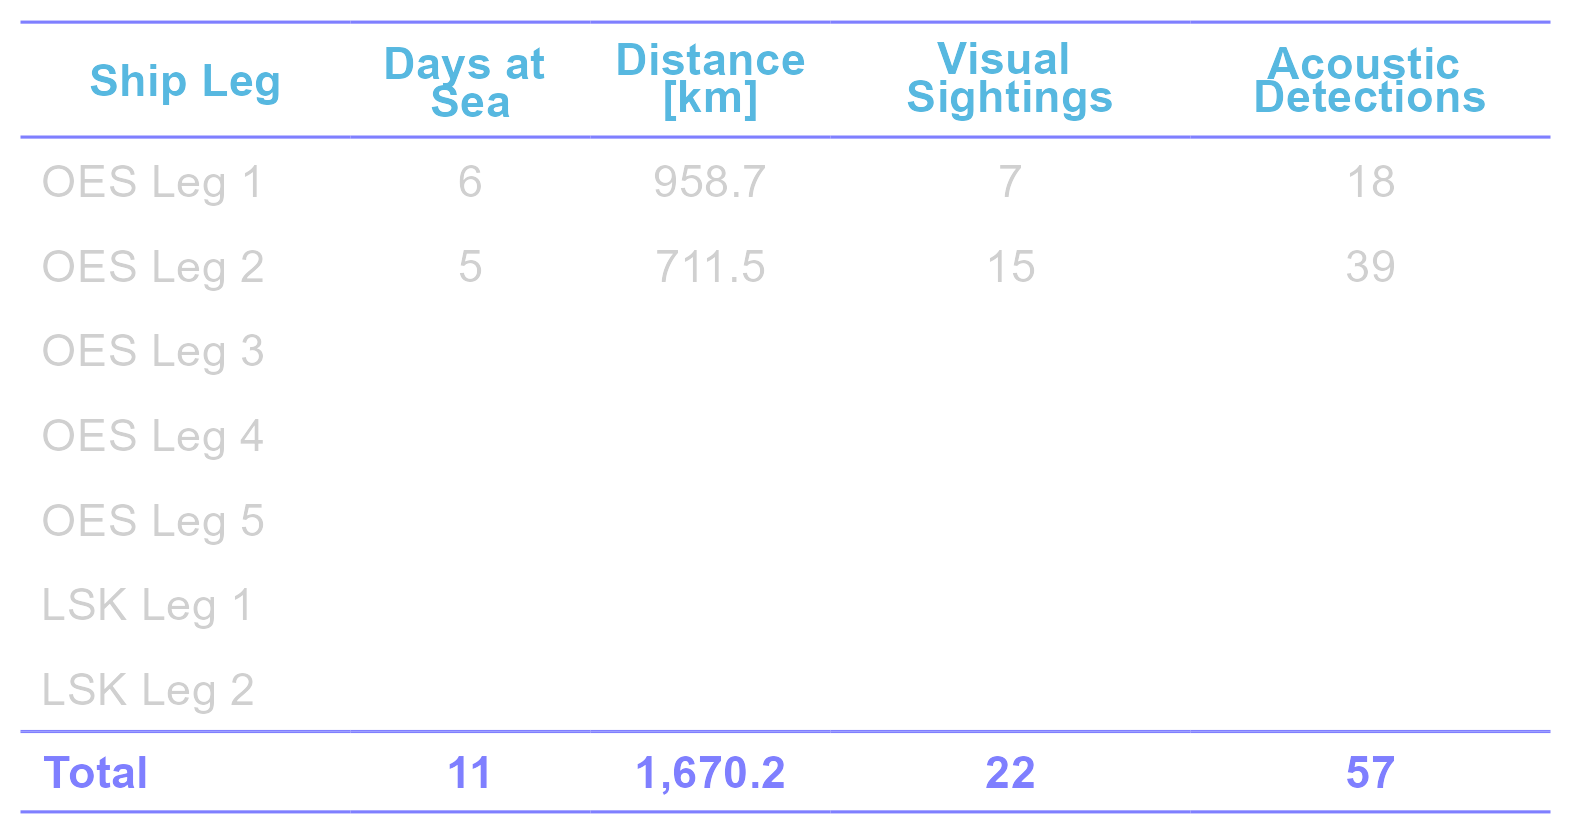 Ship Leg Days at Sea Distance [km] Visual Sightings Acoustic Detections
OES Leg 1 6 958.7 7 18
OES Leg 2 5 711.5 15 39
OES Leg 3
OES Leg 4
OES Leg 5
LSK Leg 1
LSK Leg 2
Total 11 1,670.2 22 57